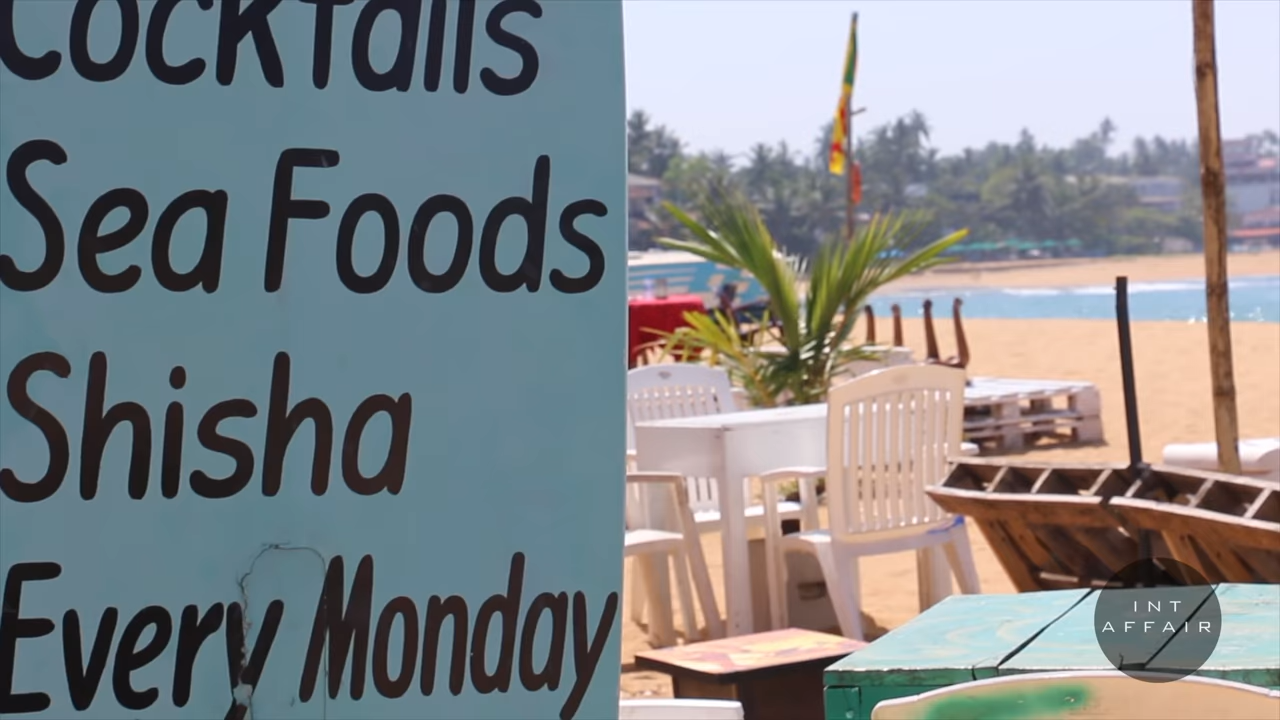 Cocktails
Sea Foods
Shisha
Every Monday
INT
AFFAIR